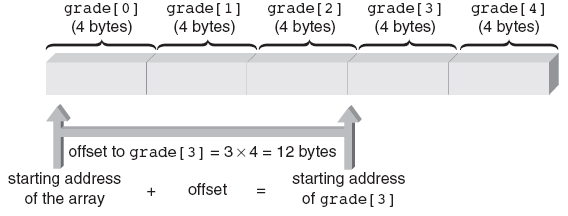 grade[0] grade[1] grade[2] grade[3] grade[4]
(4 bytes) (4 bytes) (4 bytes) (4 bytes) (4 bytes)
offset to grade[3] = 3 × 4 = 12 bytes
starting address + offset = starting address
of the array of grade[3]